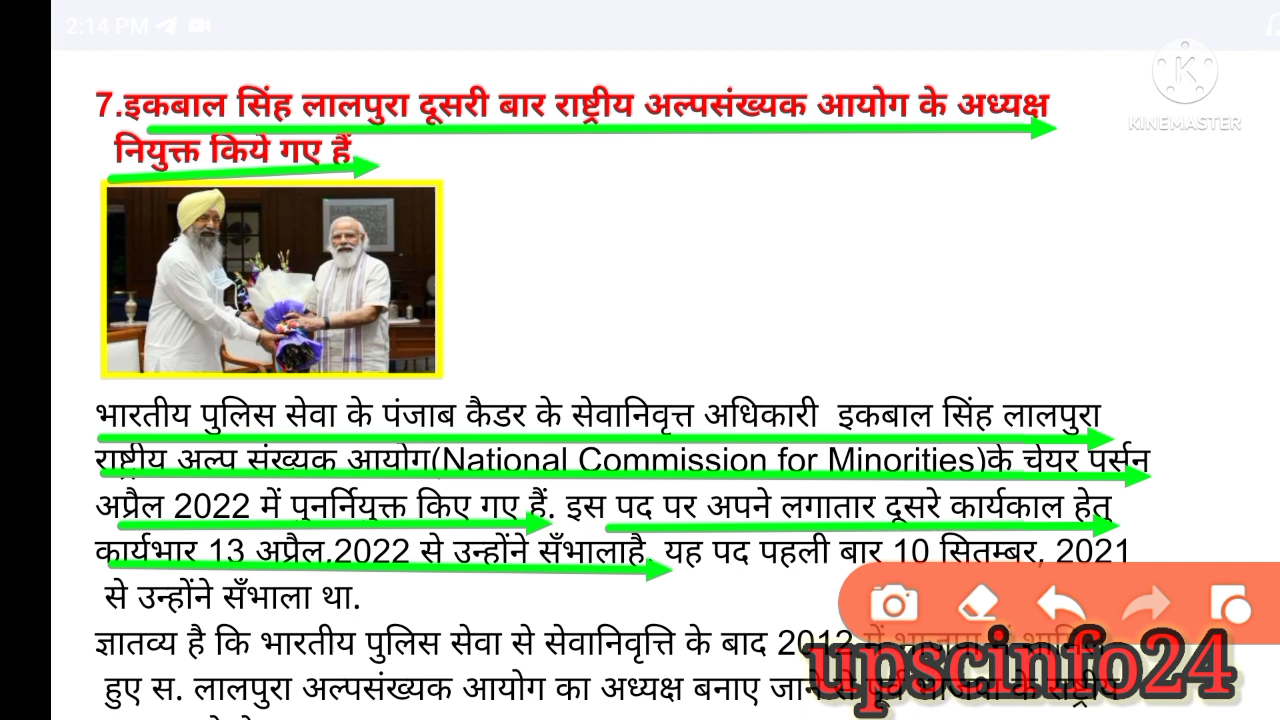 2:14 PM
KINEMASTER
7.इकबाल सिंह लालपुरा दूसरी बार राष्ट्रीय अल्पसंख्यक आयोग के अध्यक्ष
नियुक्त किये गए हैं
भारतीय पुलिस सेवा के पंजाब कैडर के सेवानिवृत्त अधिकारी इकबाल सिंह लालपुरा
राष्ट्रीय अल्प संख्यक आयोग(National Commission for Minorities)के चेयर पर्सन
अप्रैल 2022 में पुनर्नियुक्त किए गए हैं. इस पद पर अपने लगातार दूसरे कार्यकाल हेतु
कार्यभार 13 अप्रैल,2022 से उन्होंने सँभालाहै. यह पद पहली बार 10 सितम्बर, 2021
से उन्होंने सँभाला था.
ज्ञातव्य है कि भारतीय पुलिस सेवा से सेवानिवृत्ति के बाद 2012 में भाजपा में
हुए स. लालपुरा अल्पसंख्यक आयोग का अध्यक्ष बनाए जाने से पूर्व भाजपा के राष्ट्रीय
upscinfo24